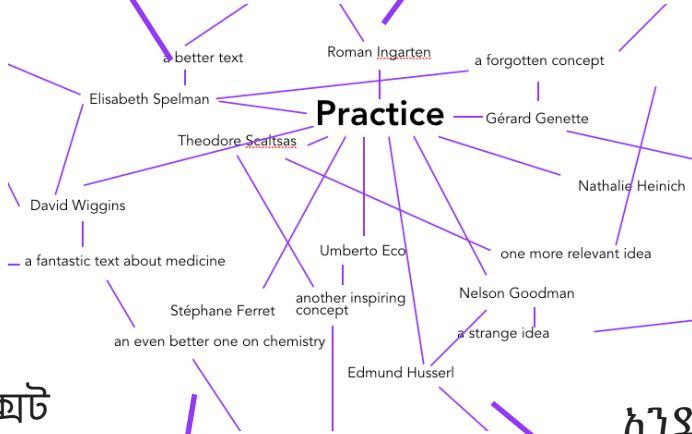 Roman Ingarten
a better text
a forgotten concept
Elisabeth Spelman
Practice
Gérard Genette
Theodore Scaltsas
Nathalie Heinich
David Wiggins
Umberto Eco
one more relevant idea
a fantastic text about medicine
Nelson Goodman
another inspiring
concept
Stéphane Ferret
a strange idea
an even better one on chemistry
Edmund Husserl